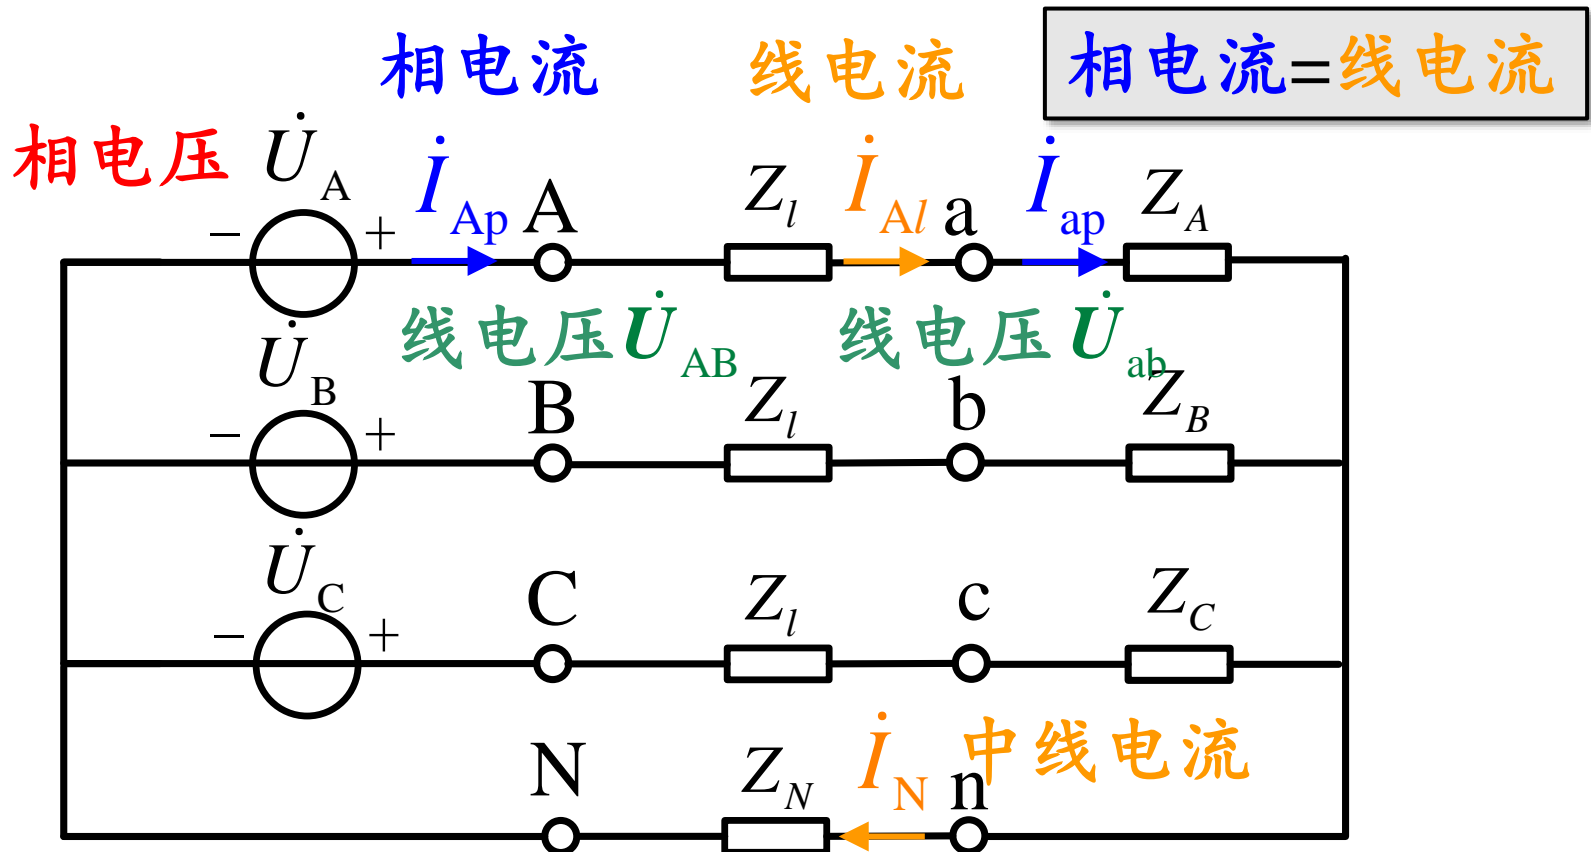 相电流 线电流 相电流=线电流
相电压 U̇A İAp A Zl İAl a İap ZA
− +
线电压U̇AB 线电压U̇ab
U̇B B Zl b ZB
− +
U̇C C Zl c ZC
− +
N ZN İN n 中线电流